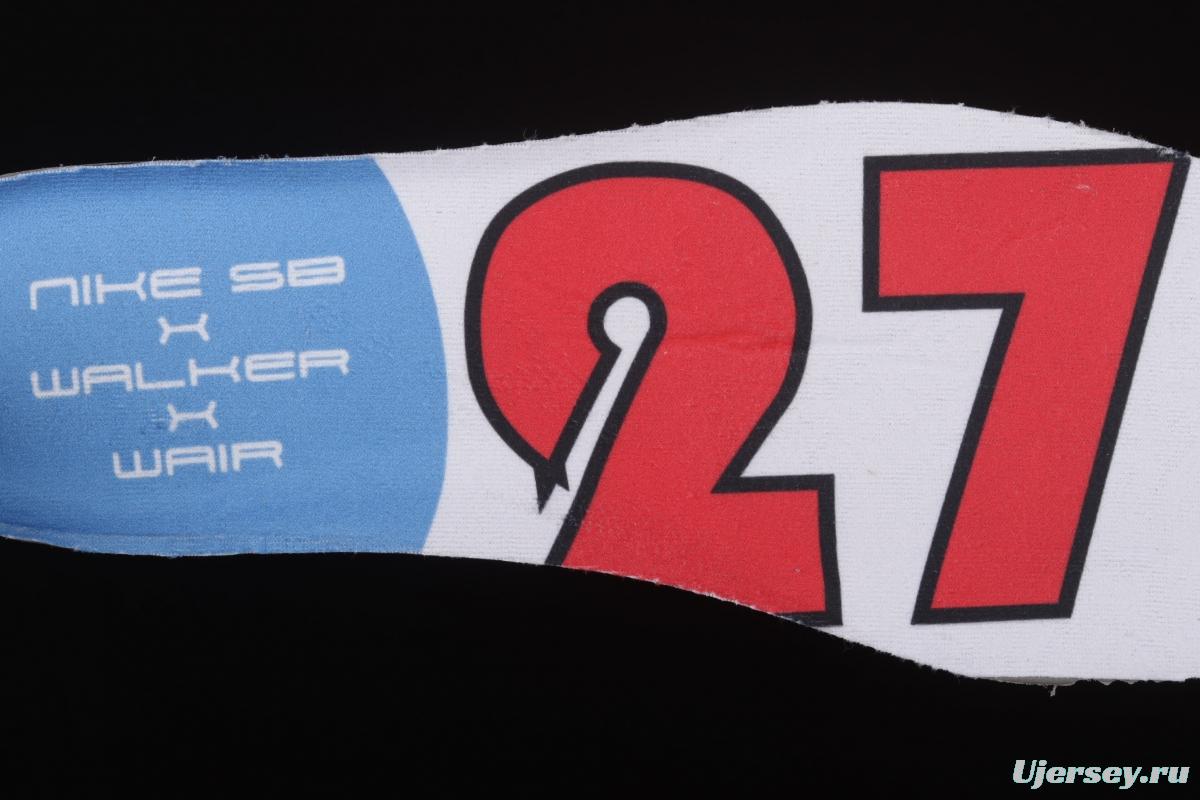 NIKE SB
X
WALKER
X
WAIR
27
Ujersey.ru